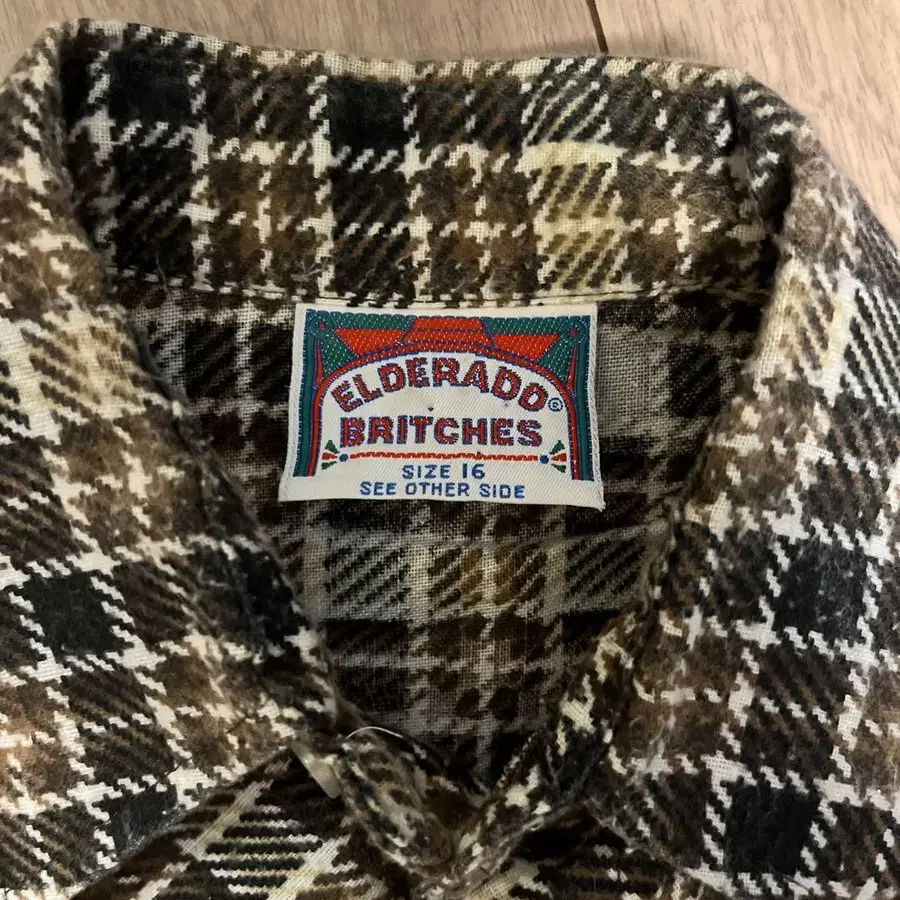 ELDERADO®
BRITCHES
SIZE 16
SEE OTHER SIDE